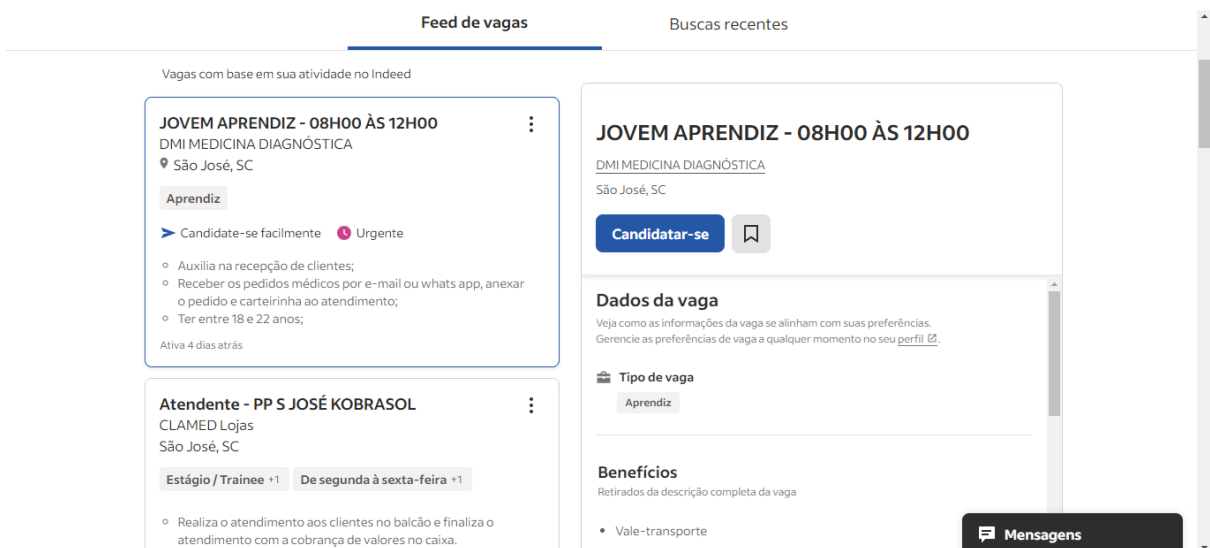 Feed de vagas
Buscas recentes
Vagas com base em sua atividade no Indeed
JOVEM APRENDIZ - 08H00 ÀS 12H00
DMI MEDICINA DIAGNÓSTICA
São José, SC
Aprendiz
Candidate-se facilmente
Urgente
Auxilia na recepção de clientes;
Receber os pedidos médicos por e-mail ou whats app, anexar
o pedido e carteirinha ao atendimento;
Ter entre 18 e 22 anos;
Ativa 4 dias atrás
Atendente - PP S JOSÉ KOBRASOL
CLAMED Lojas
São José, SC
Estágio / Trainee +1
De segunda à sexta-feira +1
Realiza o atendimento aos clientes no balcão e finaliza o
atendimento com a cobrança de valores no caixa.
JOVEM APRENDIZ - 08H00 ÀS 12H00
DMI MEDICINA DIAGNÓSTICA
São José, SC
Candidatar-se
Dados da vaga
Veja como as informações da vaga se alinham com suas preferências.
Gerencie as preferências de vaga a qualquer momento no seu perfil.
Tipo de vaga
Aprendiz
Benefícios
Retirados da descrição completa da vaga
• Vale-transporte
Mensagens